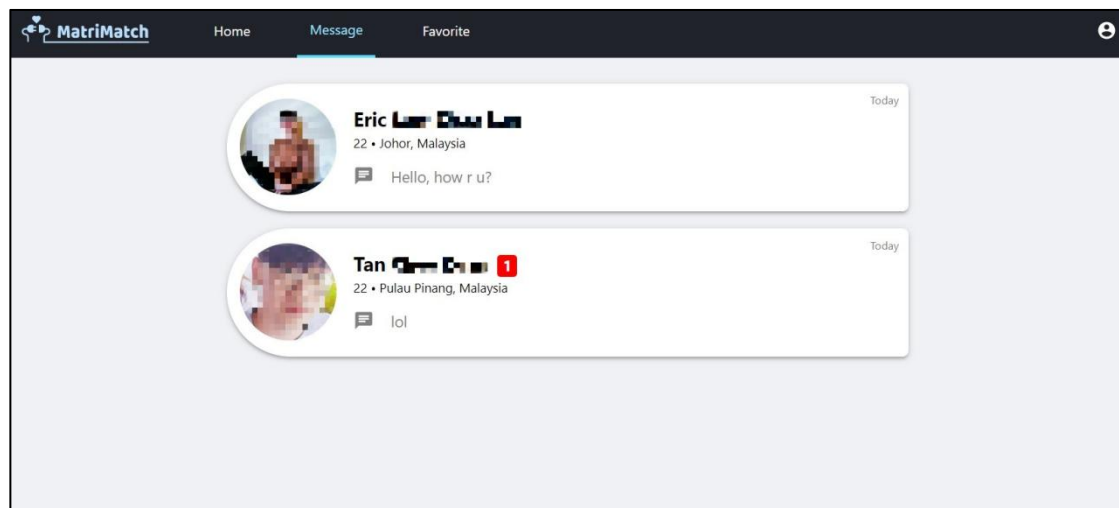 MatriMatch Home Message Favorite
Today
Eric
22 • Johor, Malaysia
Hello, how r u?
Today
Tan 1
22 • Pulau Pinang, Malaysia
lol